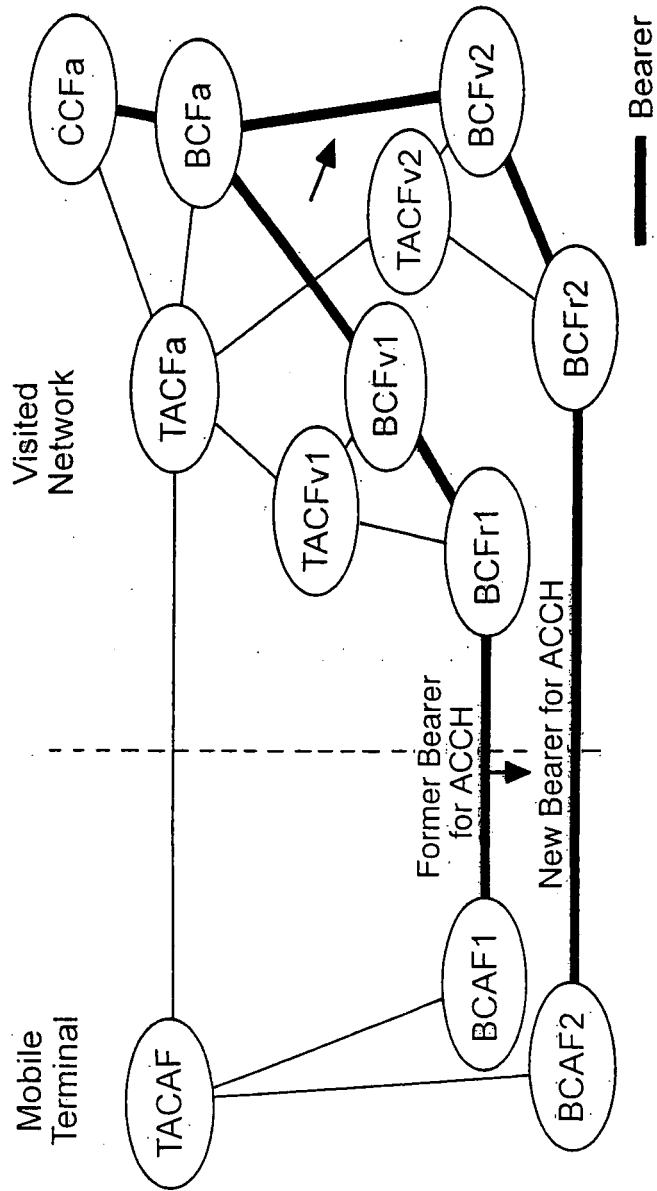 Mobile
Terminal
Visited
Network
TACAF
TACFa
CCFa
BCFa
TACFv1
BCFv1
TACFv2
BCFv2
BCAF1
Former Bearer
for ACCH
BCFr1
BCAF2
New Bearer for ACCH
BCFr2
Bearer